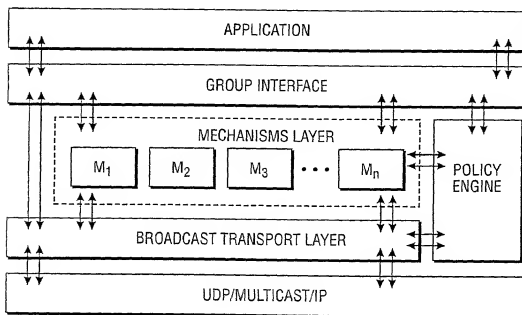 APPLICATION
GROUP INTERFACE
MECHANISMS LAYER
M1 M2 M3 ••• Mn
POLICY
ENGINE
BROADCAST TRANSPORT LAYER
UDP/MULTICAST/IP